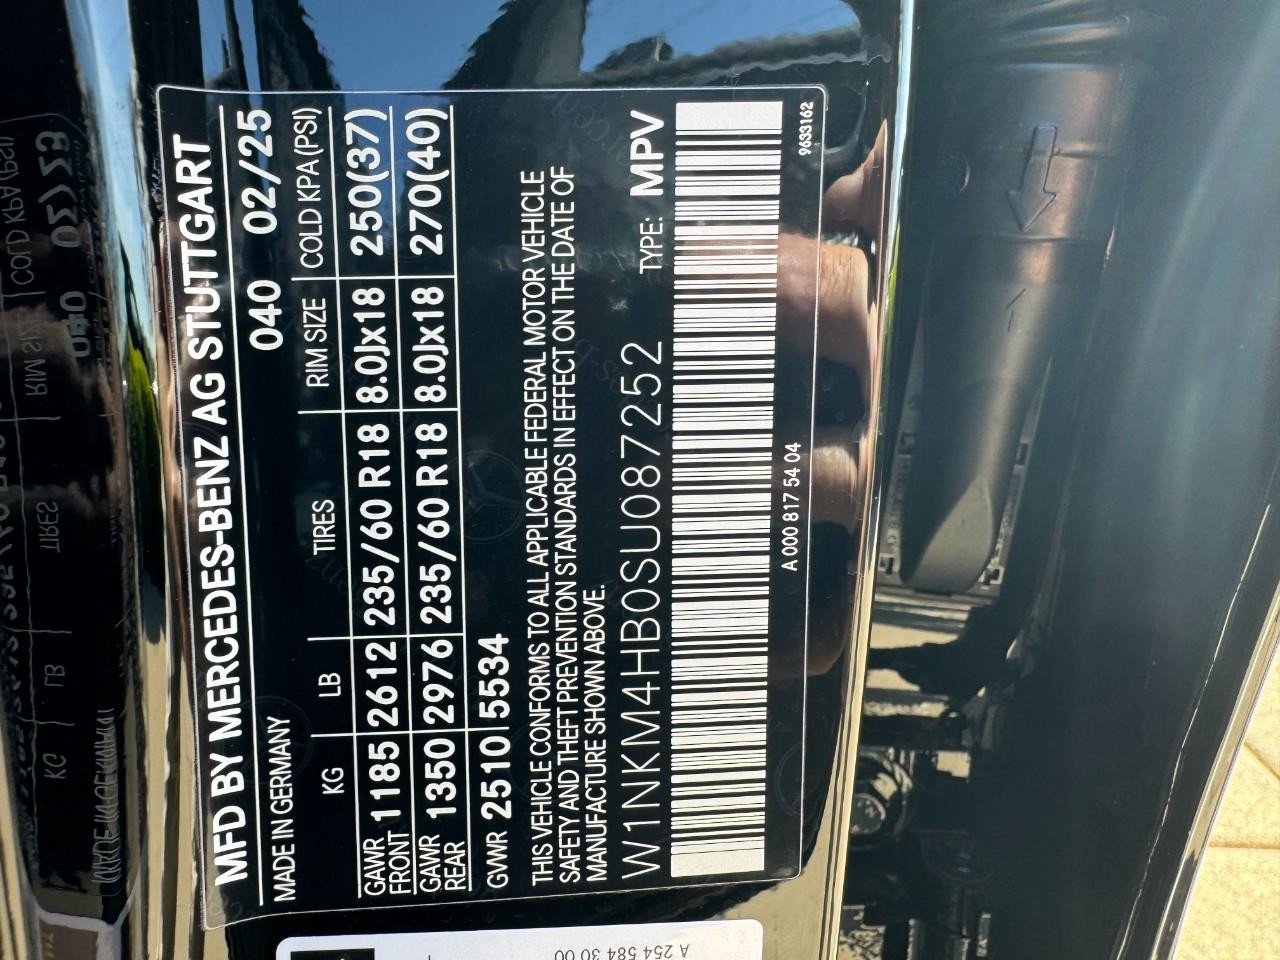 MFD BY MERCEDES-BENZ AG STUTTGART
MADE IN GERMANY 040 02/25
KG LB TIRES RIM SIZE COLD KPA(PSI)
GAWR FRONT 1185 2612 235/60 R18 8.0Jx18 250(37)
GAWR REAR 1350 2976 235/60 R18 8.0Jx18 270(40)
GVWR 2510 5534
THIS VEHICLE CONFORMS TO ALL APPLICABLE FEDERAL MOTOR VEHICLE
SAFETY AND THEFT PREVENTION STANDARDS IN EFFECT ON THE DATE OF
MANUFACTURE SHOWN ABOVE.
W1NKM4HB0SU087252 TYPE: MPV
A 000 817 54 04 9633162
A 254 584 30 00